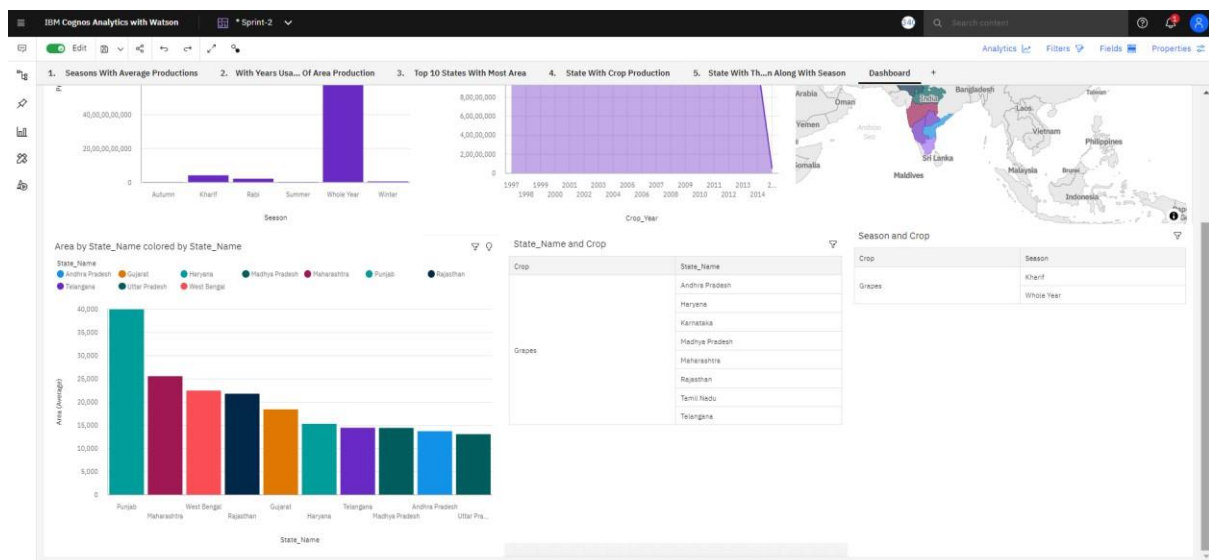 IBM Cognos Analytics with Watson
* Sprint-2
Search content
Edit
Analytics
Filters
Fields
Properties
1. Seasons With Average Productions
2. With Years Usa... Of Area Production
3. Top 10 States With Most Area
4. State With Crop Production
5. State With Th...n Along With Season
Dashboard
+
40,00,00,00,000
20,00,00,00,000
0
Autumn
Kharif
Rabi
Summer
Whole Year
Winter
Season
8,00,00,000
6,00,00,000
4,00,00,000
2,00,00,000
0
1997 1999 2001 2003 2005 2007 2009 2011 2013 2...
1998 2000 2002 2004 2006 2008 2010 2012 2014
Crop_Year
Arabia
Oman
Yemen
Arabian
Sea
Somalia
India
Bangladesh
Laos
Taiwan
Vietnam
Philippines
Sri Lanka
Maldives
Malaysia
Brunei
Indonesia
Area by State_Name colored by State_Name
State_Name
Andhra Pradesh Gujarat Haryana Madhya Pradesh Maharashtra Punjab Rajasthan
Telangana Uttar Pradesh West Bengal
Area (Average)
40,000
35,000
30,000
25,000
20,000
15,000
10,000
5,000
0
Punjab
Maharashtra
West Bengal
Rajasthan
Gujarat
Haryana
Telangana
Madhya Pradesh
Andhra Pradesh
Uttar Pra...
State_Name
State_Name and Crop
Crop State_Name
Grapes
Andhra Pradesh
Haryana
Karnataka
Madhya Pradesh
Maharashtra
Rajasthan
Tamil Nadu
Telangana
Season and Crop
Crop Season
Grapes
Kharif
Whole Year